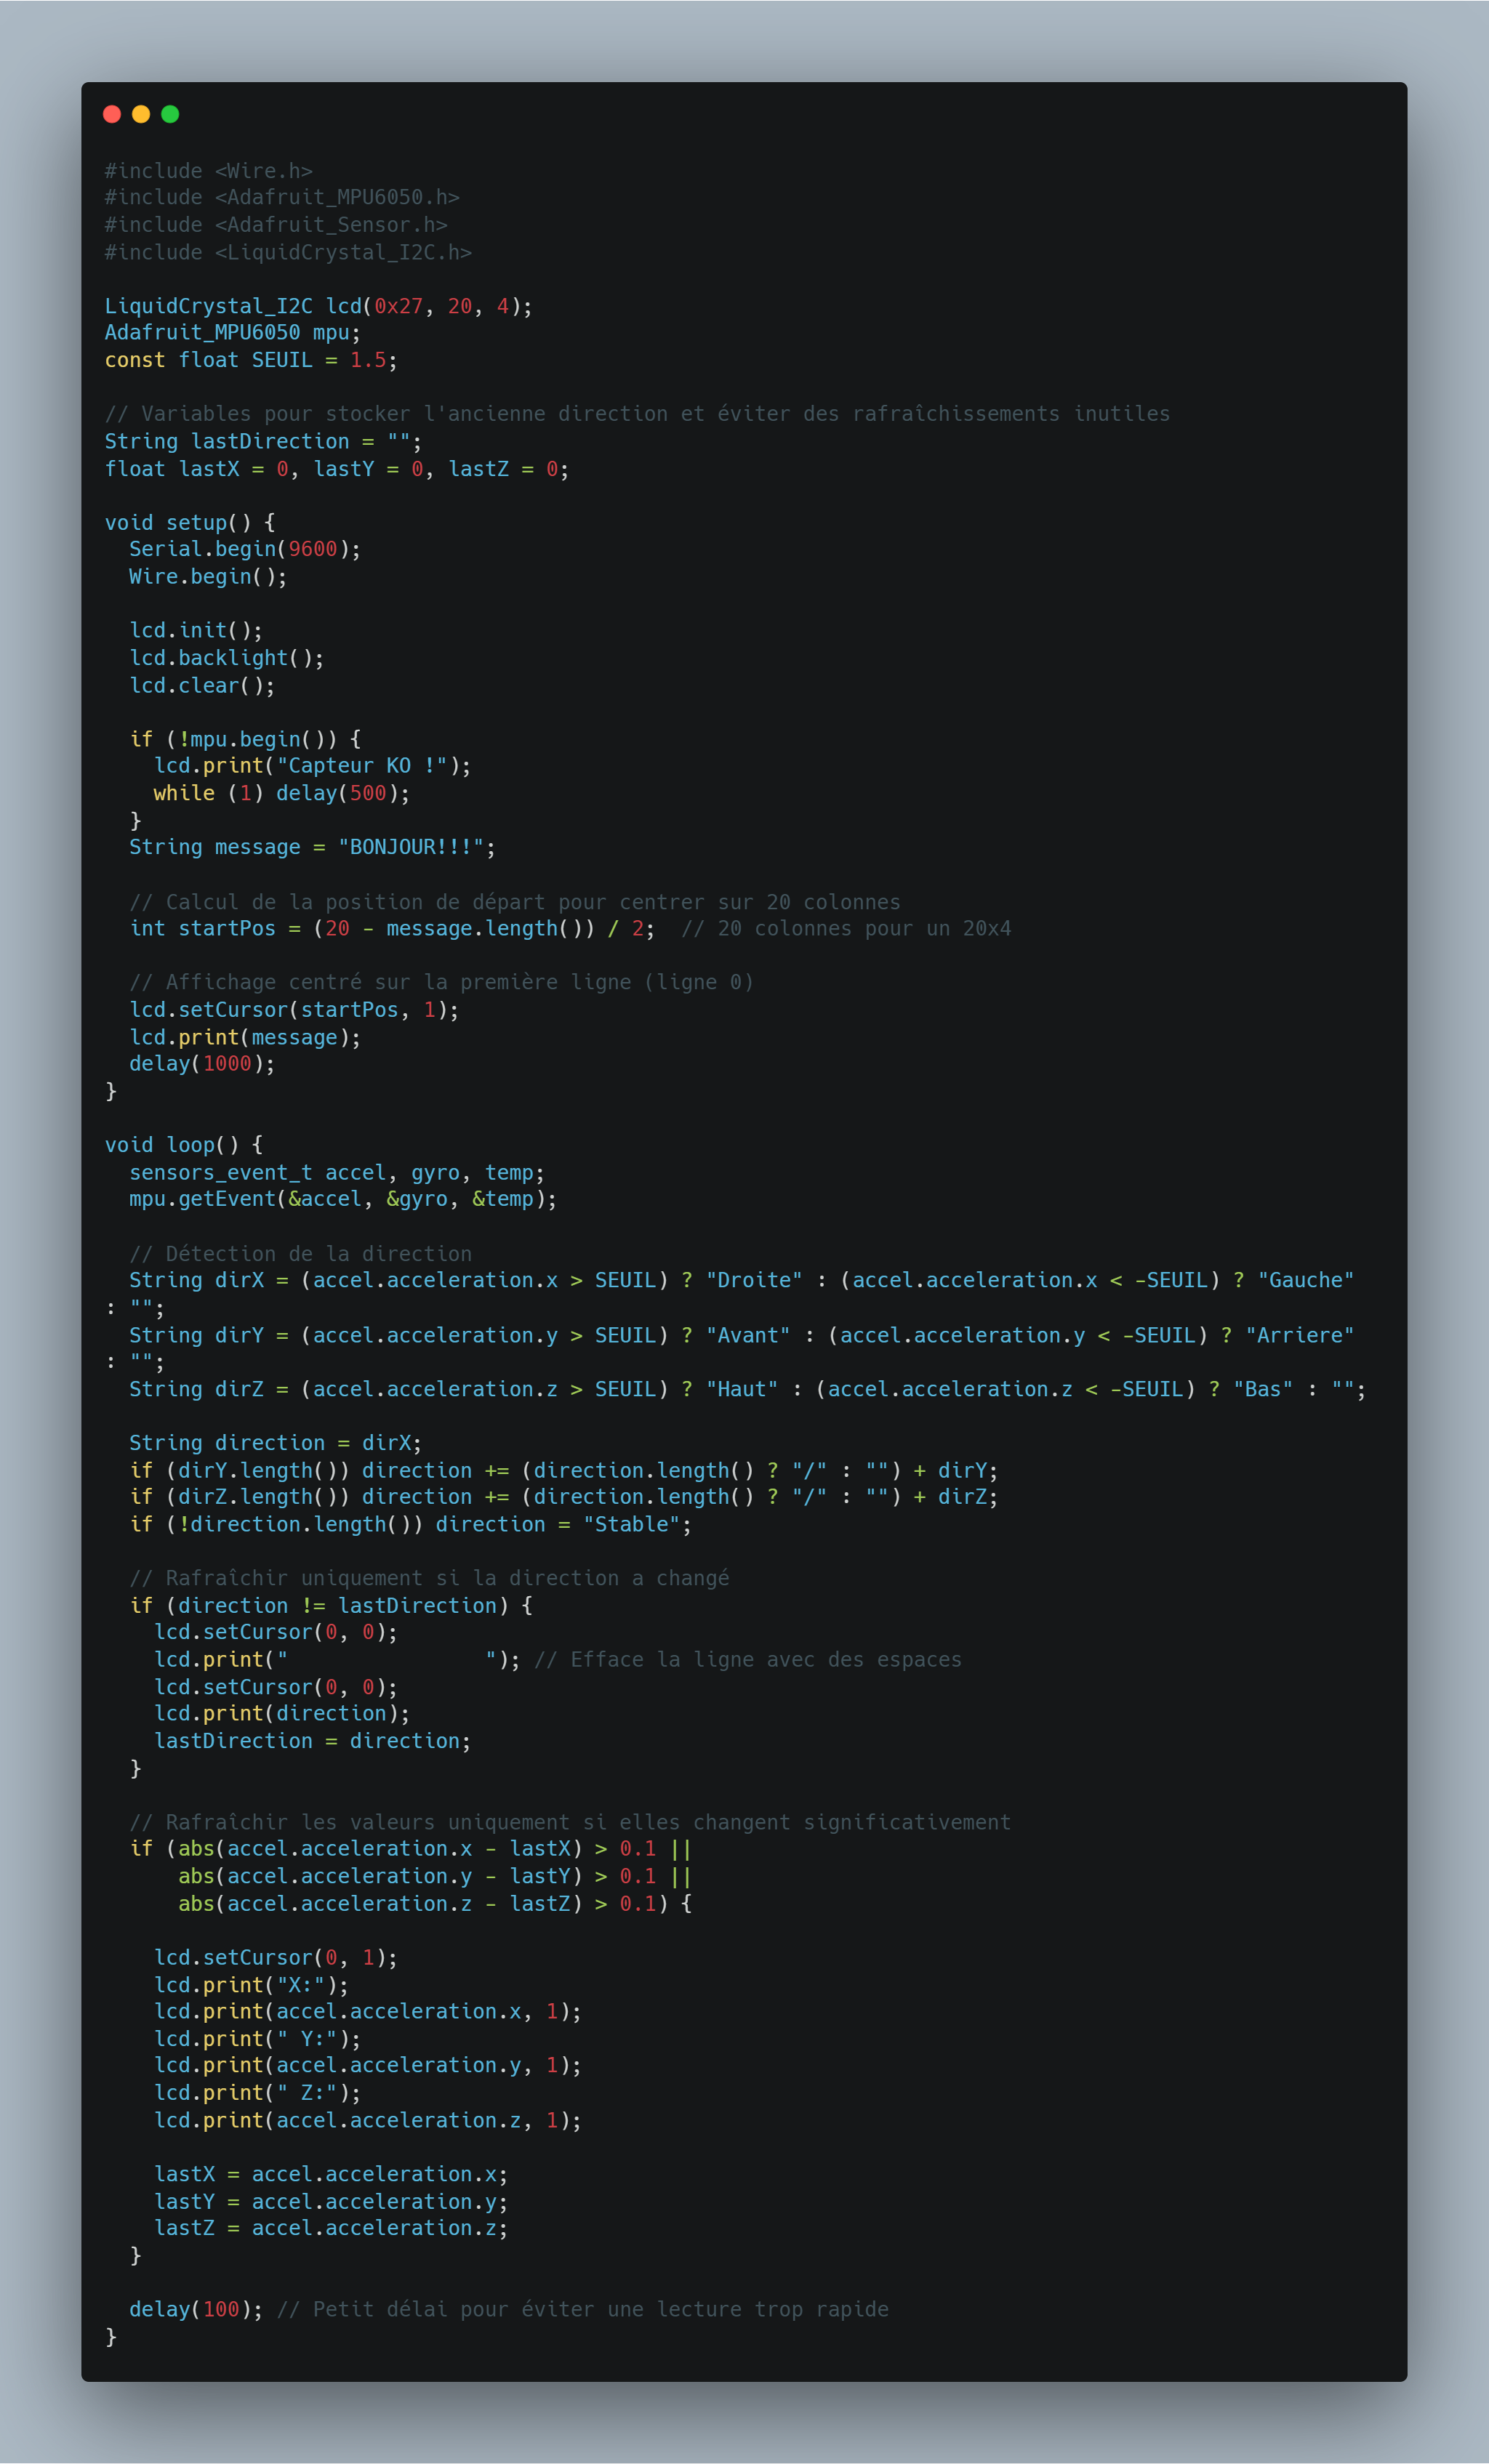 #include <Wire.h>
#include <Adafruit_MPU6050.h>
#include <Adafruit_Sensor.h>
#include <LiquidCrystal_I2C.h>

LiquidCrystal_I2C lcd(0x27, 20, 4);
Adafruit_MPU6050 mpu;
const float SEUIL = 1.5;

// Variables pour stocker l'ancienne direction et éviter des rafraîchissements inutiles
String lastDirection = "";
float lastX = 0, lastY = 0, lastZ = 0;

void setup() {
  Serial.begin(9600);
  Wire.begin();

  lcd.init();
  lcd.backlight();
  lcd.clear();

  if (!mpu.begin()) {
    lcd.print("Capteur KO !");
    while (1) delay(500);
  }
  String message = "BONJOUR!!!";

  // Calcul de la position de départ pour centrer sur 20 colonnes
  int startPos = (20 - message.length()) / 2;  // 20 colonnes pour un 20x4

  // Affichage centré sur la première ligne (ligne 0)
  lcd.setCursor(startPos, 1);
  lcd.print(message);
  delay(1000);
}

void loop() {
  sensors_event_t accel, gyro, temp;
  mpu.getEvent(&accel, &gyro, &temp);

  // Détection de la direction
  String dirX = (accel.acceleration.x > SEUIL) ? "Droite" : (accel.acceleration.x < -SEUIL) ? "Gauche"
: "";
  String dirY = (accel.acceleration.y > SEUIL) ? "Avant" : (accel.acceleration.y < -SEUIL) ? "Arriere"
: "";
  String dirZ = (accel.acceleration.z > SEUIL) ? "Haut" : (accel.acceleration.z < -SEUIL) ? "Bas" : "";

  String direction = dirX;
  if (dirY.length()) direction += (direction.length() ? "/" : "") + dirY;
  if (dirZ.length()) direction += (direction.length() ? "/" : "") + dirZ;
  if (!direction.length()) direction = "Stable";

  // Rafraîchir uniquement si la direction a changé
  if (direction != lastDirection) {
    lcd.setCursor(0, 0);
    lcd.print("                "); // Efface la ligne avec des espaces
    lcd.setCursor(0, 0);
    lcd.print(direction);
    lastDirection = direction;
  }

  // Rafraîchir les valeurs uniquement si elles changent significativement
  if (abs(accel.acceleration.x - lastX) > 0.1 ||
      abs(accel.acceleration.y - lastY) > 0.1 ||
      abs(accel.acceleration.z - lastZ) > 0.1) {

    lcd.setCursor(0, 1);
    lcd.print("X:");
    lcd.print(accel.acceleration.x, 1);
    lcd.print(" Y:");
    lcd.print(accel.acceleration.y, 1);
    lcd.print(" Z:");
    lcd.print(accel.acceleration.z, 1);

    lastX = accel.acceleration.x;
    lastY = accel.acceleration.y;
    lastZ = accel.acceleration.z;
  }

  delay(100); // Petit délai pour éviter une lecture trop rapide
}